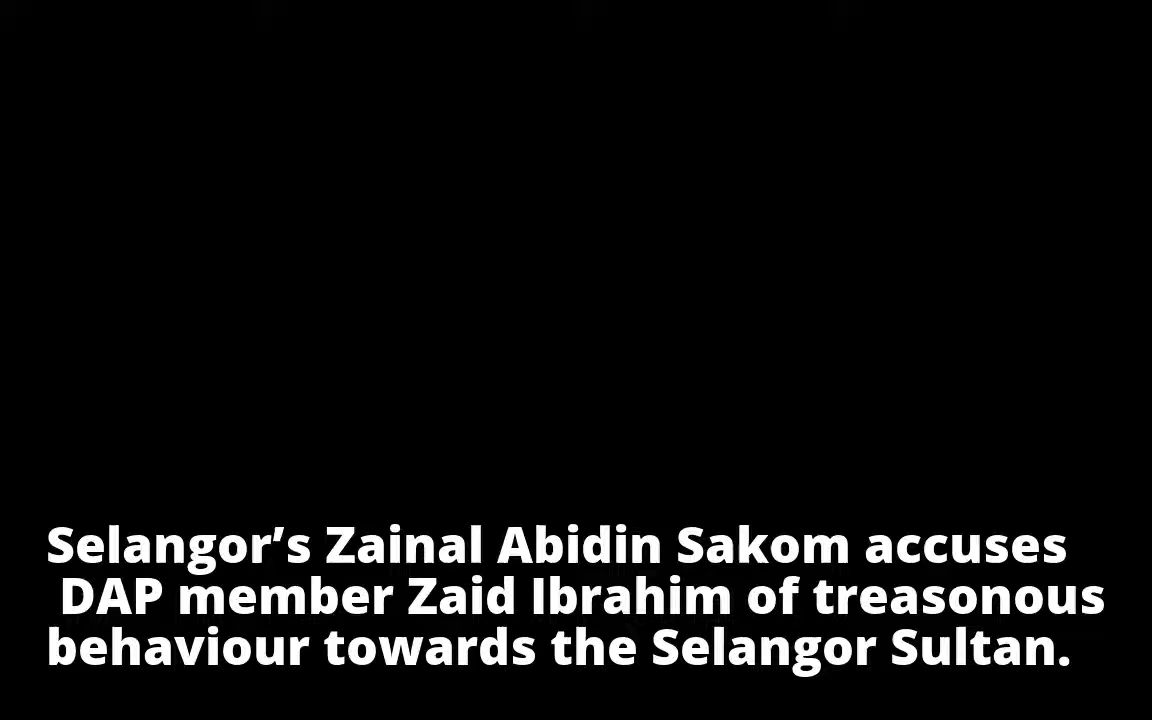 Selangor’s Zainal Abidin Sakom accuses
DAP member Zaid Ibrahim of treasonous
behaviour towards the Selangor Sultan.